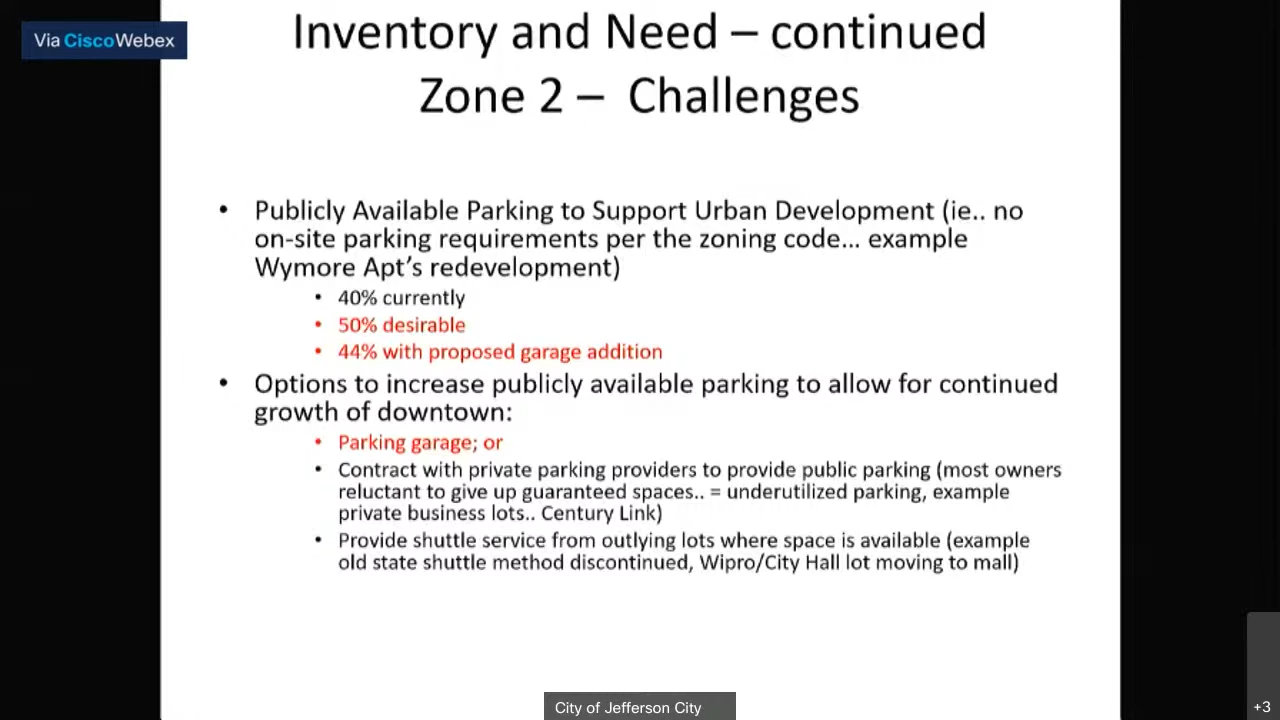 Via CiscoWebex
Inventory and Need – continued
Zone 2 – Challenges
• Publicly Available Parking to Support Urban Development (ie.. no
on-site parking requirements per the zoning code... example
Wymore Apt's redevelopment)
• 40% currently
• 50% desirable
• 44% with proposed garage addition
• Options to increase publicly available parking to allow for continued
growth of downtown:
• Parking garage; or
• Contract with private parking providers to provide public parking (most owners
reluctant to give up guaranteed spaces.. = underutilized parking, example
private business lots.. Century Link)
• Provide shuttle service from outlying lots where space is available (example
old state shuttle method discontinued, Wipro/City Hall lot moving to mall)
City of Jefferson City
+3